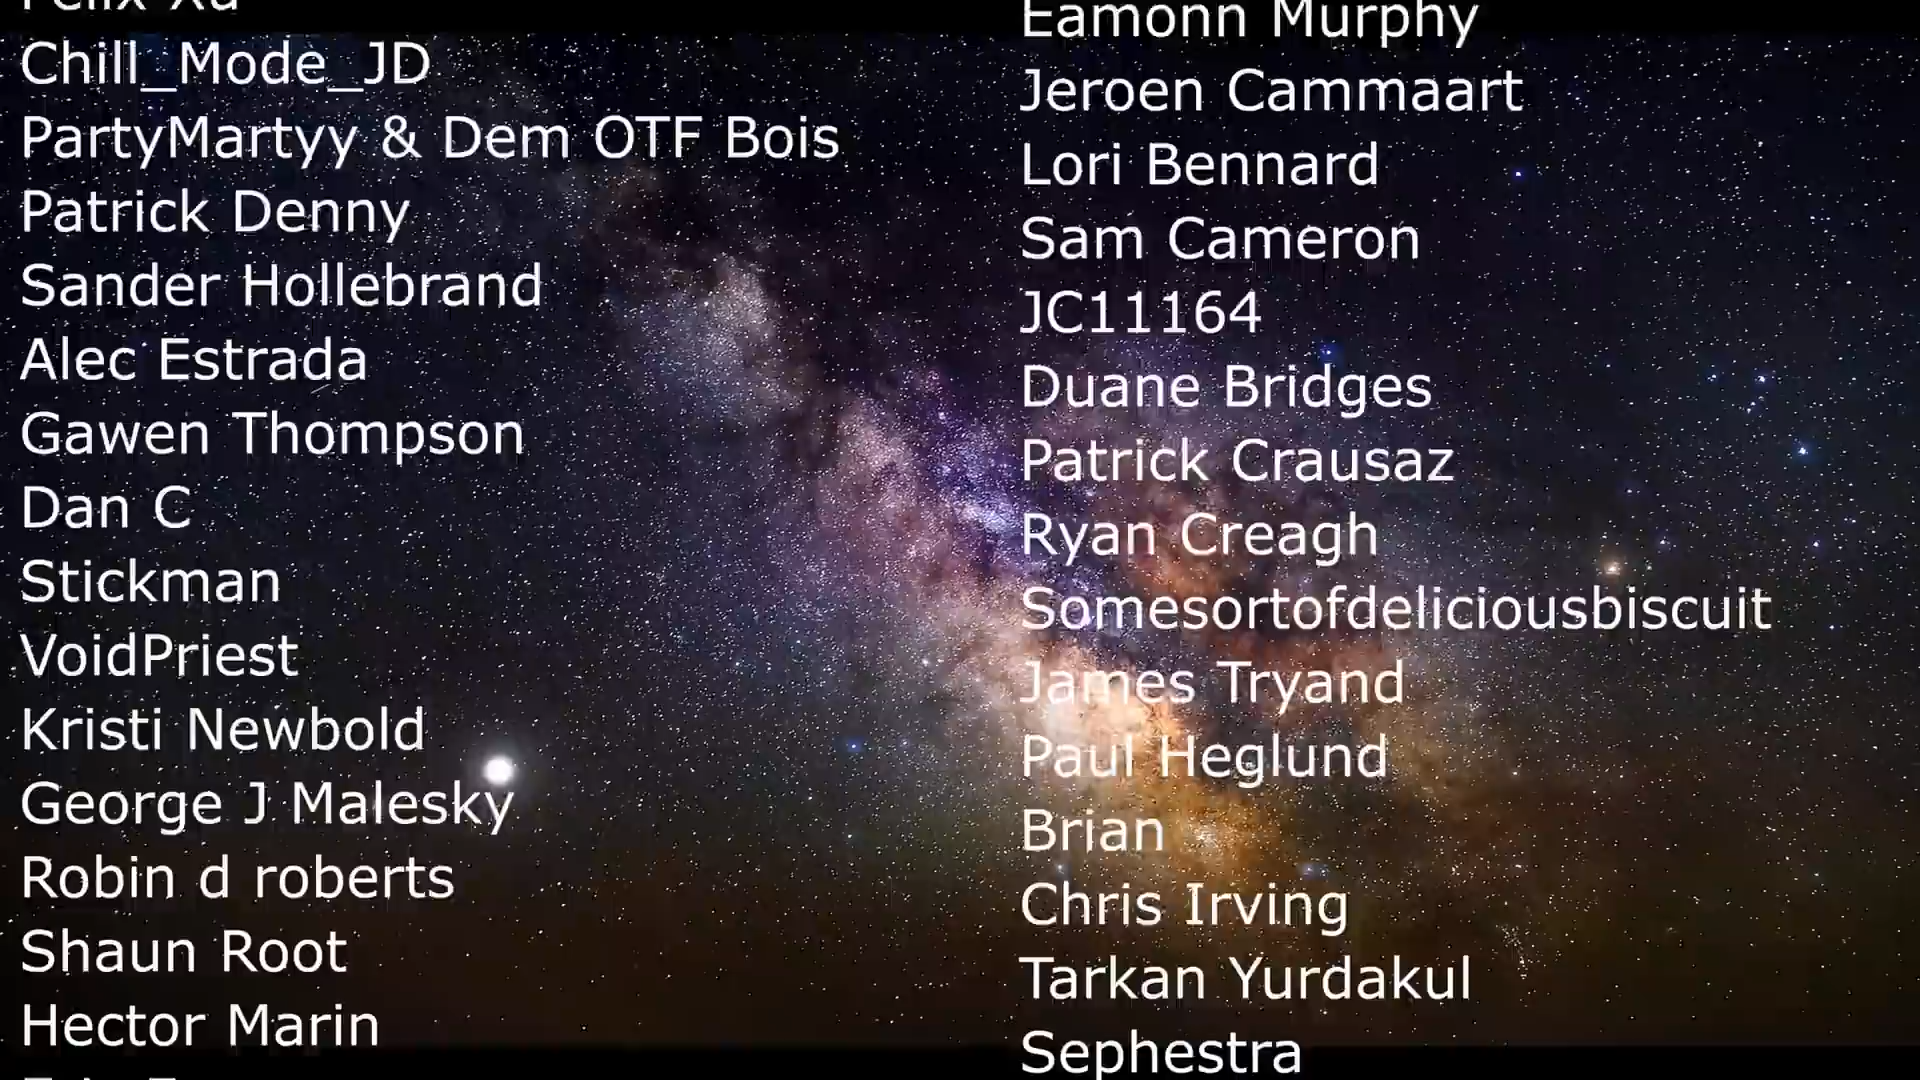 Felix Xu
Chill_Mode_JD
PartyMartyy & Dem OTF Bois
Patrick Denny
Sander Hollebrand
Alec Estrada
Gawen Thompson
Dan C
Stickman
VoidPriest
Kristi Newbold
George J Malesky
Robin d roberts
Shaun Root
Hector Marin
Eamonn Murphy
Jeroen Cammaart
Lori Bennard
Sam Cameron
JC11164
Duane Bridges
Patrick Crausaz
Ryan Creagh
Somesortofdeliciousbiscuit
James Tryand
Paul Heglund
Brian
Chris Irving
Tarkan Yurdakul
Sephestra